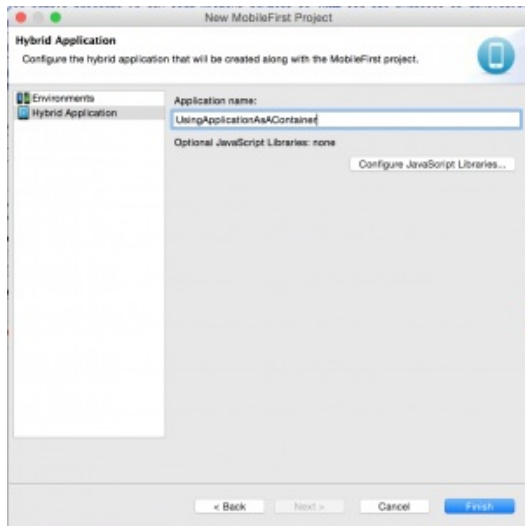 New MobileFirst Project
Hybrid Application
Configure the hybrid application that will be created along with the MobileFirst project.
Environments
Hybrid Application
Application name:
UsingApplicationAsAContainer
Optional JavaScript Libraries: none
Configure JavaScript Libraries...
< Back
Next >
Cancel
Finish